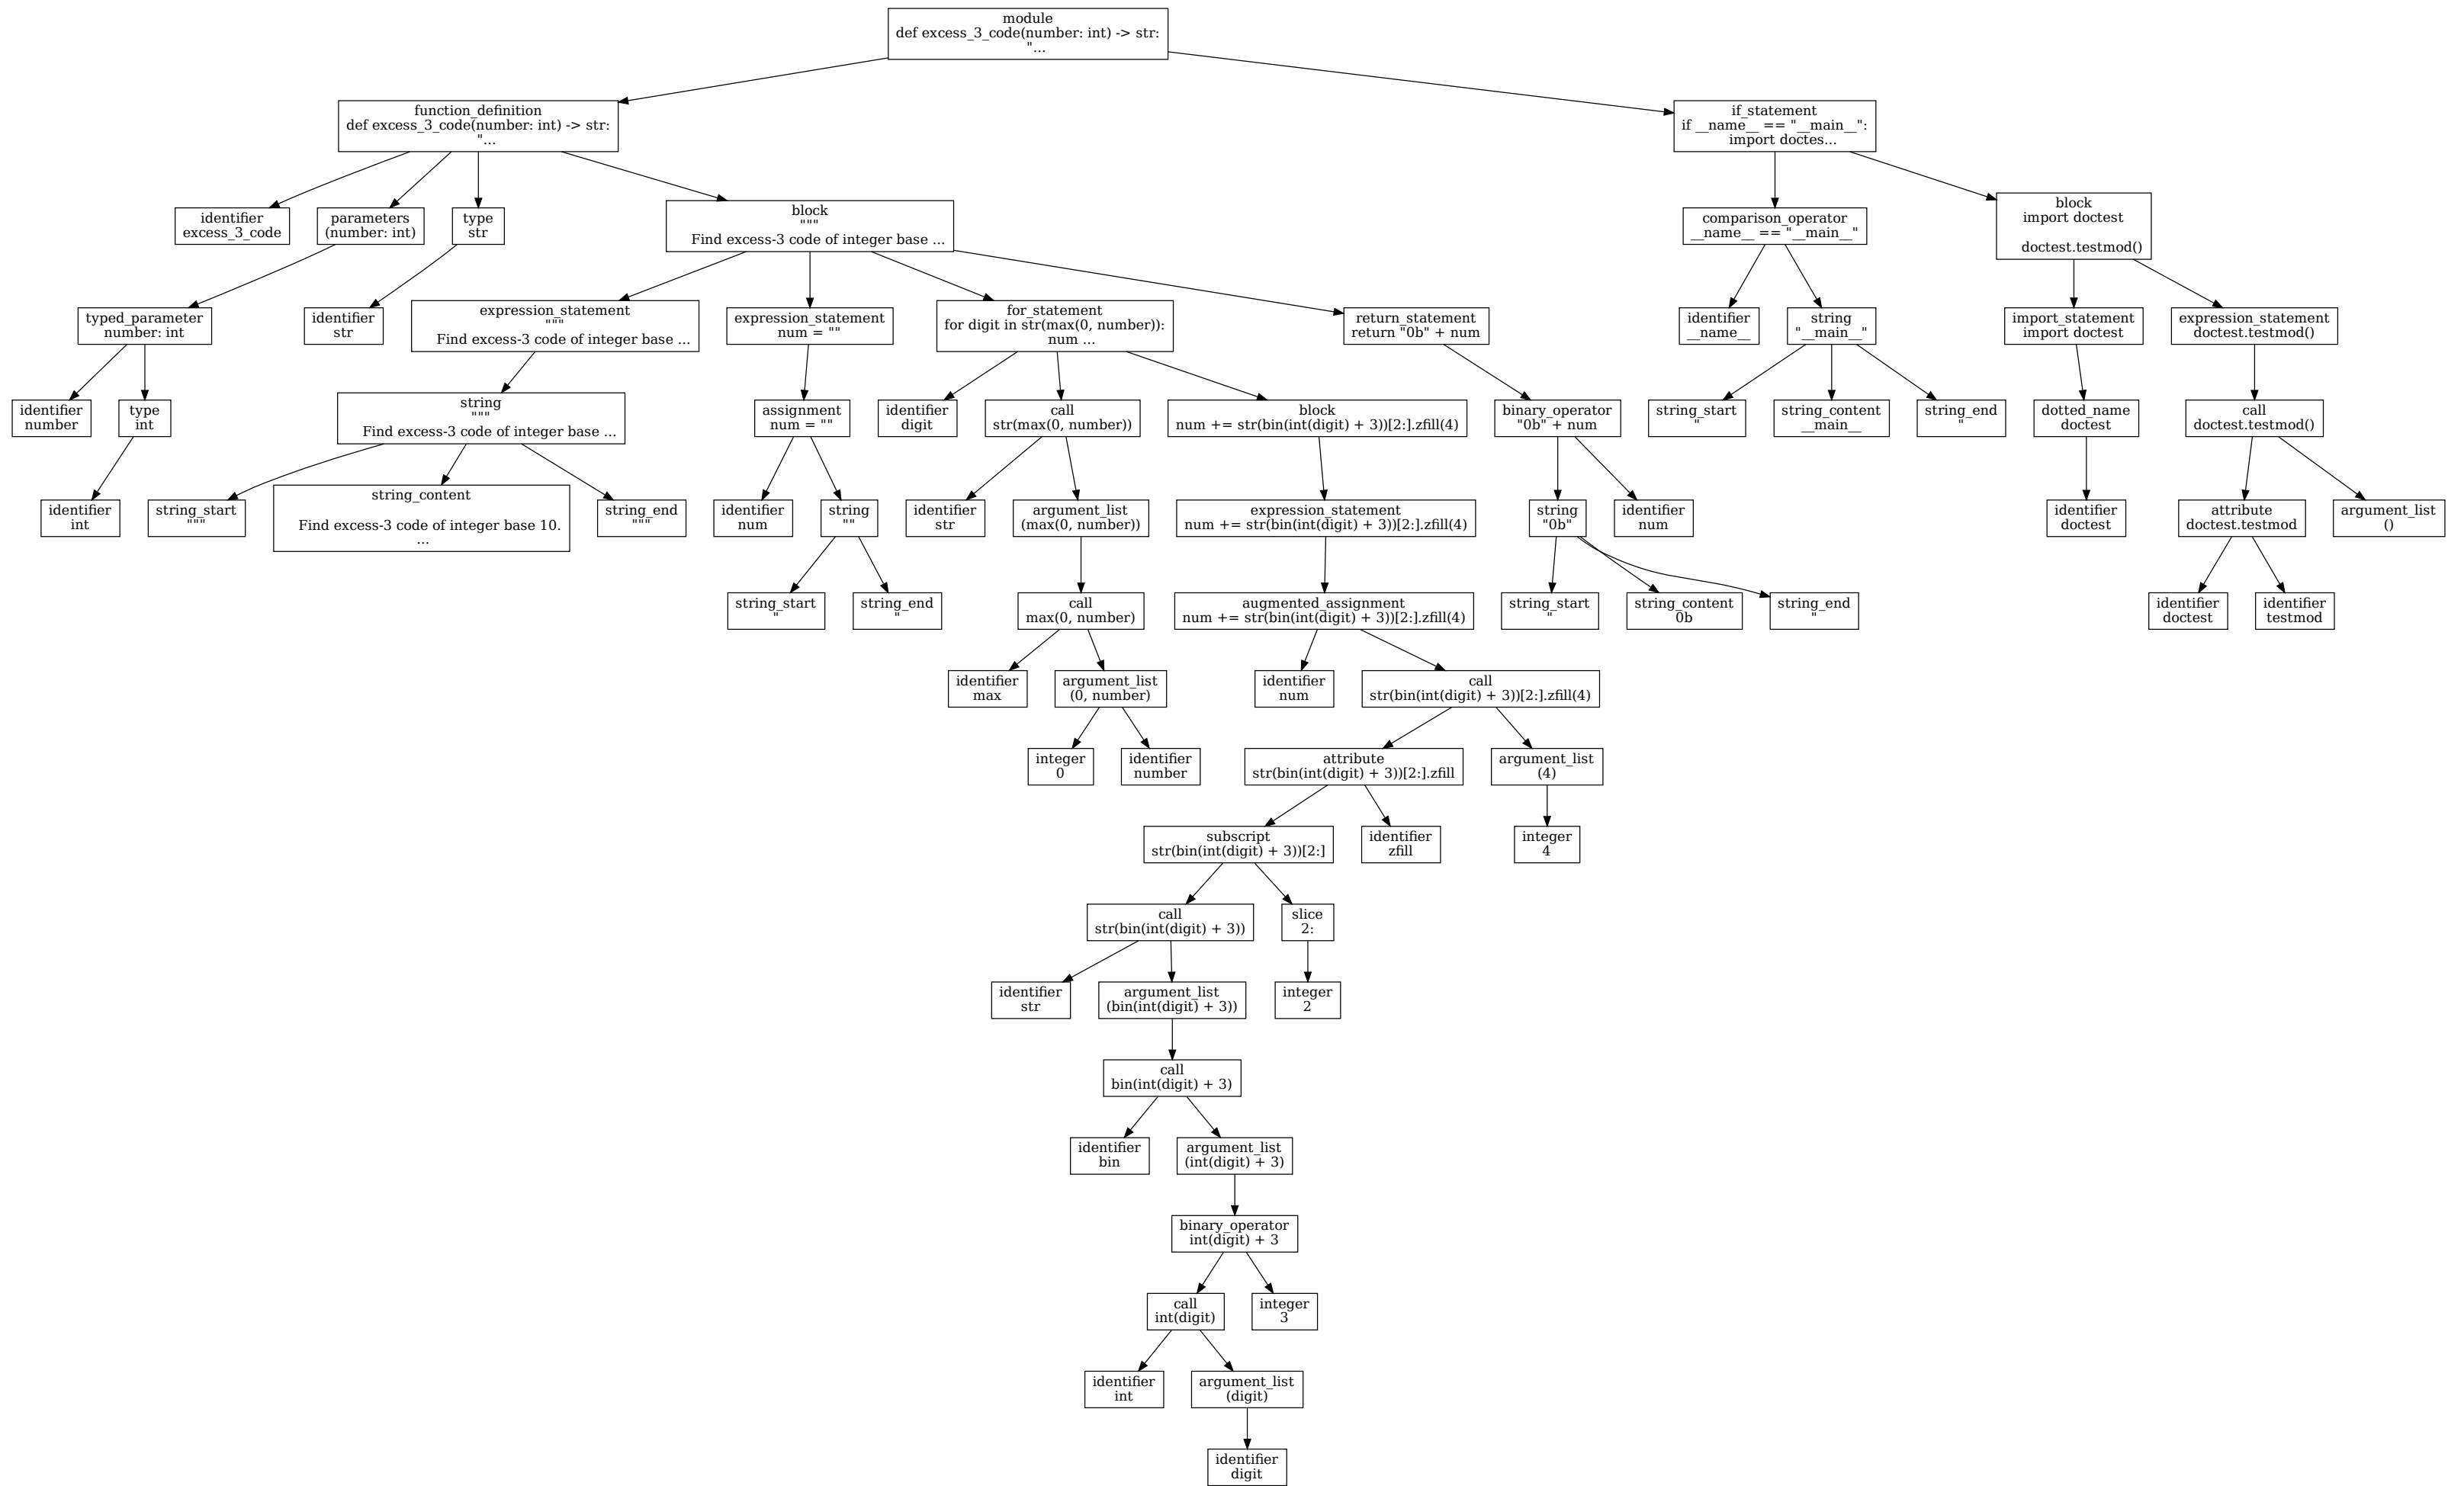 module
def excess_3_code(number: int) -> str:
"...
function_definition
def excess_3_code(number: int) -> str:
"...
if_statement
if __name__ == "__main__":
import doctes...
identifier
excess_3_code
parameters
(number: int)
type
str
block
"""
Find excess-3 code of integer base ...
comparison_operator
__name__ == "__main__"
block
import doctest
doctest.testmod()
typed_parameter
number: int
identifier
str
expression_statement
"""
Find excess-3 code of integer base ...
expression_statement
num = ""
for_statement
for digit in str(max(0, number)):
num ...
return_statement
return "0b" + num
identifier
__name__
string
"__main__"
import_statement
import doctest
expression_statement
doctest.testmod()
identifier
number
type
int
string
"""
Find excess-3 code of integer base ...
assignment
num = ""
identifier
digit
call
str(max(0, number))
block
num += str(bin(int(digit) + 3))[2:].zfill(4)
binary_operator
"0b" + num
string_start
"
string_content
__main__
string_end
"
dotted_name
doctest
call
doctest.testmod()
identifier
int
string_start
"""
string_content
Find excess-3 code of integer base 10.
...
string_end
"""
identifier
num
string
""
identifier
str
argument_list
(max(0, number))
expression_statement
num += str(bin(int(digit) + 3))[2:].zfill(4)
string
"0b"
identifier
num
identifier
doctest
attribute
doctest.testmod
argument_list
()
string_start
"
string_end
"
call
max(0, number)
augmented_assignment
num += str(bin(int(digit) + 3))[2:].zfill(4)
string_start
"
string_content
0b
string_end
"
identifier
doctest
identifier
testmod
identifier
max
argument_list
(0, number)
identifier
num
call
str(bin(int(digit) + 3))[2:].zfill(4)
integer
0
identifier
number
attribute
str(bin(int(digit) + 3))[2:].zfill
argument_list
(4)
subscript
str(bin(int(digit) + 3))[2:]
identifier
zfill
integer
4
call
str(bin(int(digit) + 3))
slice
2:
identifier
str
argument_list
(bin(int(digit) + 3))
integer
2
call
bin(int(digit) + 3)
identifier
bin
argument_list
(int(digit) + 3)
binary_operator
int(digit) + 3
call
int(digit)
integer
3
identifier
int
argument_list
(digit)
identifier
digit